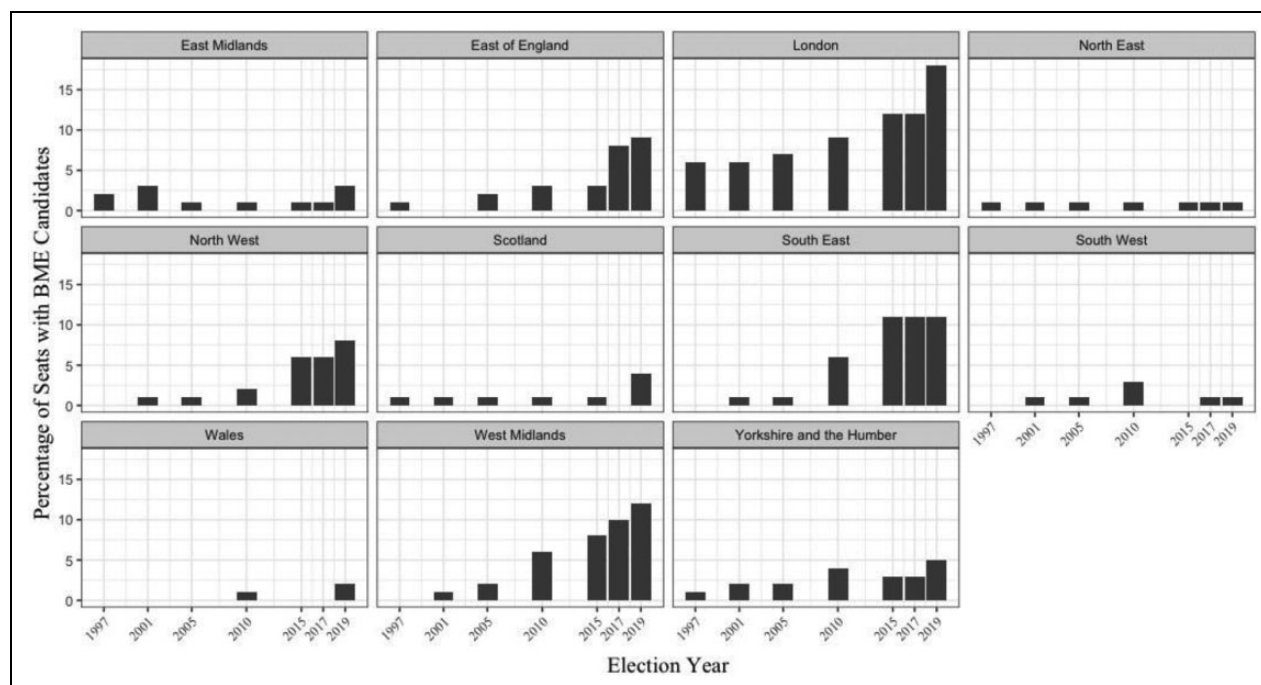 Percentage of Seats with BME Candidates
East Midlands East of England London North East
15
10
5
0
North West Scotland South East South West
15
10
5
0
1997 2001 2005 2010 2015 2017 2019
Wales West Midlands Yorkshire and the Humber
15
10
5
0
1997 2001 2005 2010 2015 2017 2019 1997 2001 2005 2010 2015 2017 2019 1997 2001 2005 2010 2015 2017 2019
Election Year